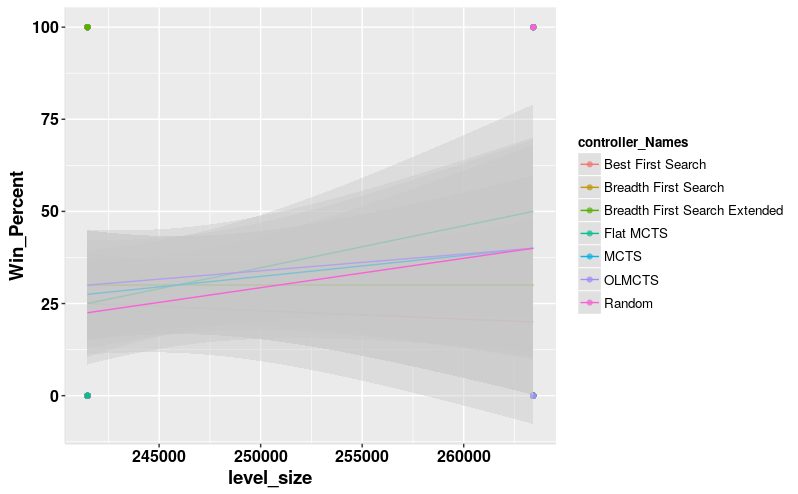 100
75
50
25
0
Win_Percent
245000 250000 255000 260000
level_size
controller_Names
Best First Search
Breadth First Search
Breadth First Search Extended
Flat MCTS
MCTS
OLMCTS
Random